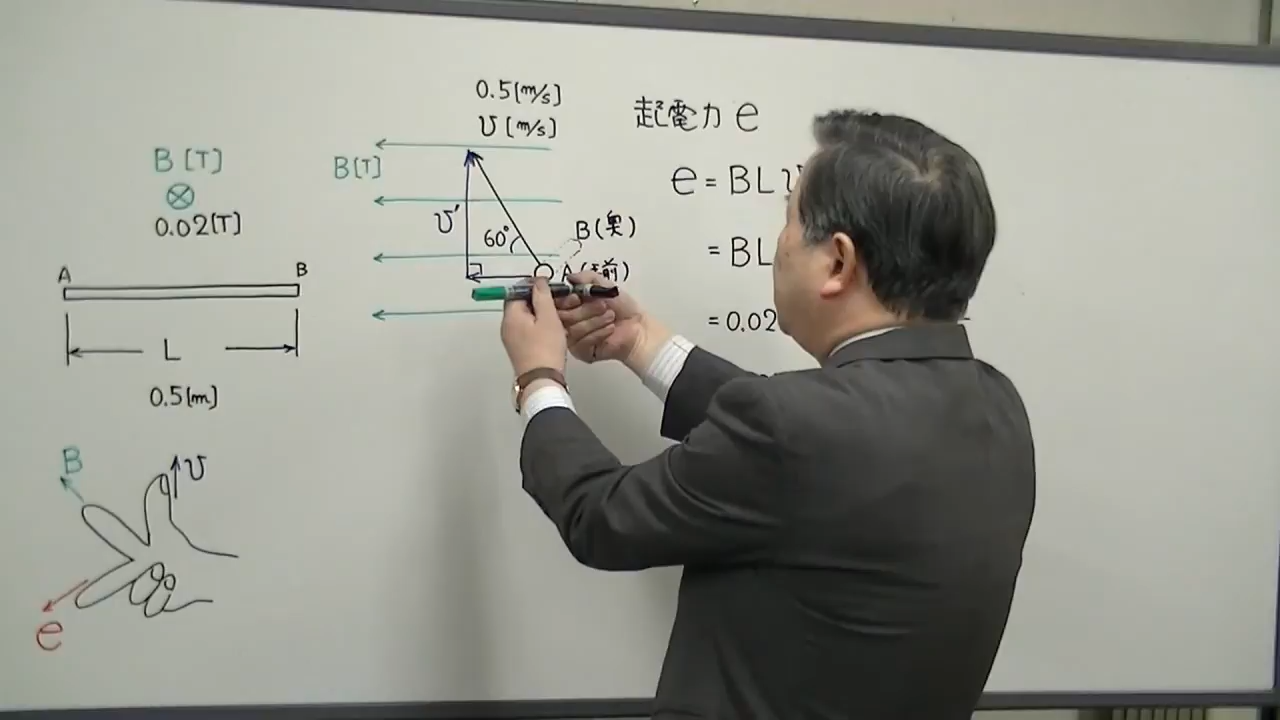 B [T]
0.02[T]
A
B
L
0.5[m]
B
υ
e
0.5[m/s]
υ [m/s]
B[T]
υ'
60°
B(奥)
A(手前)
起電力 e
e = BLυ
= BL
= 0.02